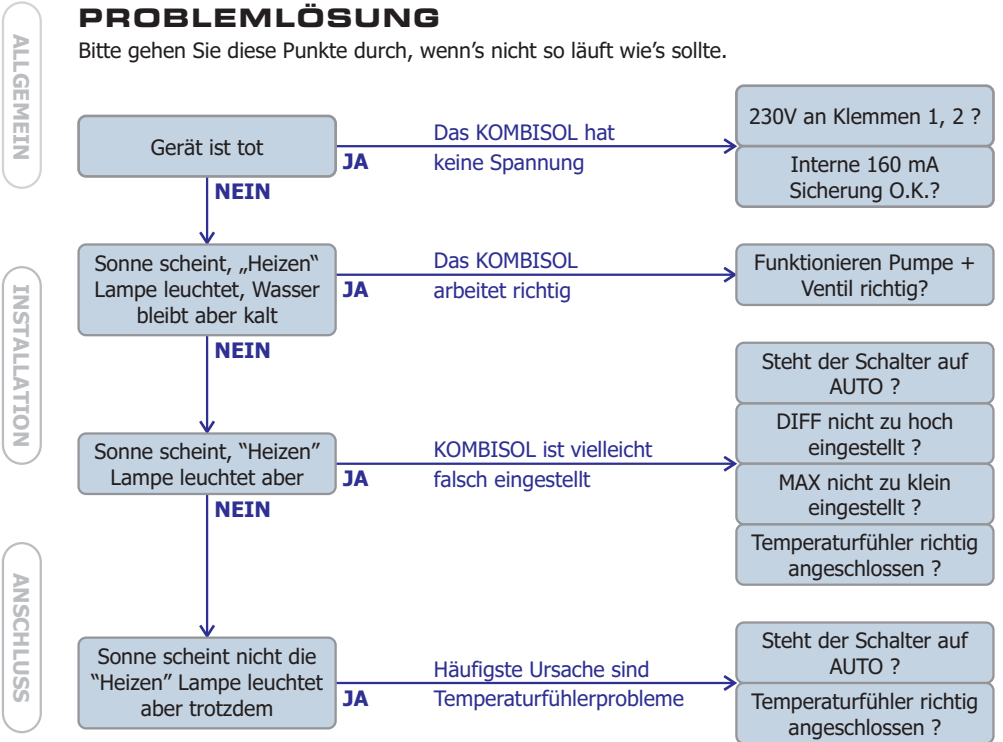 PROBLEMLÖSUNG
Bitte gehen Sie diese Punkte durch, wenn's nicht so läuft wie's sollte.
ALLGEMEIN
INSTALLATION
ANSCHLUSS
Gerät ist tot
JA
NEIN
Das KOMBISOL hat
keine Spannung
230V an Klemmen 1, 2 ?
Interne 160 mA
Sicherung O.K.?
Sonne scheint, „Heizen“
Lampe leuchtet, Wasser
bleibt aber kalt
JA
NEIN
Das KOMBISOL
arbeitet richtig
Funktionieren Pumpe +
Ventil richtig?
Sonne scheint, “Heizen”
Lampe leuchtet aber
JA
NEIN
KOMBISOL ist vielleicht
falsch eingestellt
Steht der Schalter auf
AUTO ?
DIFF nicht zu hoch
eingestellt ?
MAX nicht zu klein
eingestellt ?
Temperaturfühler richtig
angeschlossen ?
Sonne scheint nicht die
“Heizen” Lampe leuchtet
aber trotzdem
JA
Häufigste Ursache sind
Temperaturfühlerprobleme
Steht der Schalter auf
AUTO ?
Temperaturfühler richtig
angeschlossen ?